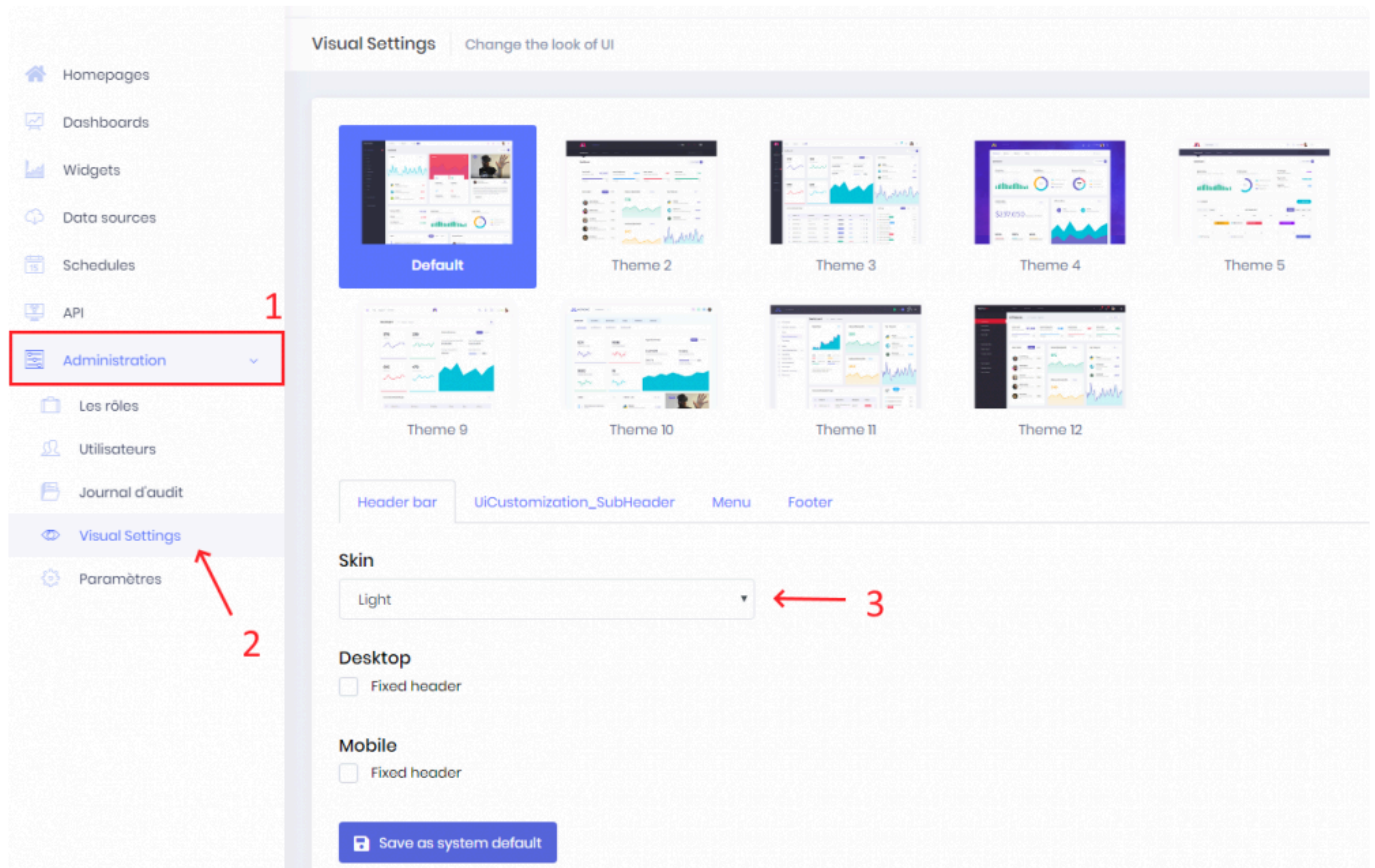 Visual Settings Change the look of UI
Homepages
Dashboards
Widgets
Data sources
Schedules
API
1
Administration
Les rôles
Utilisateurs
Journal d'audit
Visual Settings
Paramètres
2
Default
Theme 2
Theme 3
Theme 4
Theme 5
Theme 9
Theme 10
Theme 11
Theme 12
Header bar UiCustomization_SubHeader Menu Footer
Skin
Light
3
Desktop
Fixed header
Mobile
Fixed header
Save as system default